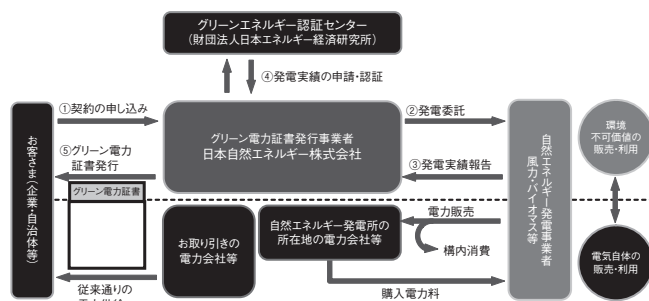 グリーンエネルギー認証センター
(財団法人日本エネルギー経済研究所)
④発電実績の申請・認証
①契約の申し込み
②発電委託
グリーン電力証書発行事業者
日本自然エネルギー株式会社
⑤グリーン電力
証書発行
③発電実績報告
グリーン電力証書
お客さま(企業・自治体等)
自然エネルギー発電事業者
風力・バイオマス等
環境
不可価値の
販売・利用
お取り引きの
電力会社等
自然エネルギー発電所の
所在地の電力会社等
電力販売
構内消費
電気自体の
販売・利用
従来通りの
購入電力料